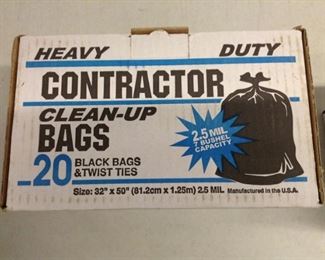 HEAVY DUTY
CONTRACTOR
CLEAN-UP
BAGS
2.5 MIL
7 BUSHEL
CAPACITY
20 BLACK BAGS
& TWIST TIES
Size: 32" x 50" (81.2cm x 1.25m) 2.5 MIL Manufactured in the U.S.A.